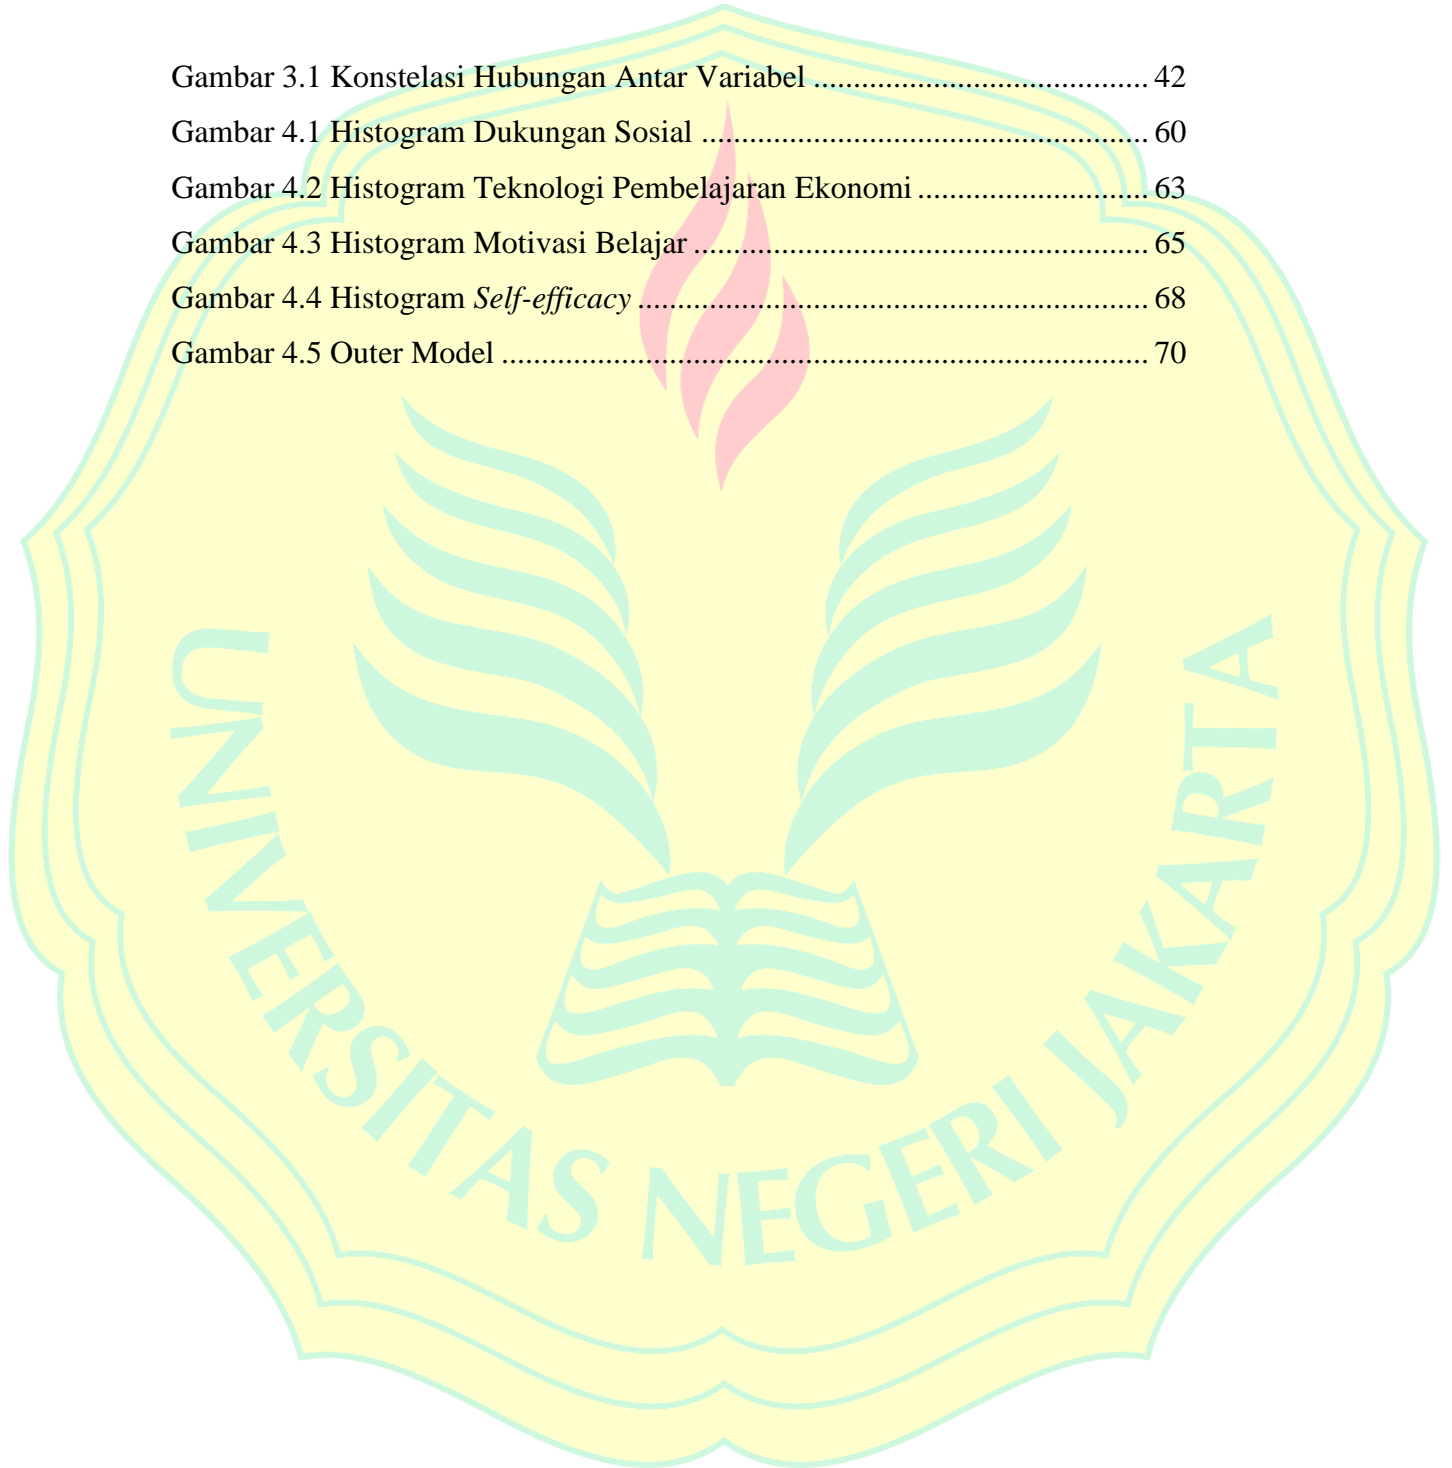 Gambar 3.1 Konstelasi Hubungan Antar Variabel .......................................... 42
Gambar 4.1 Histogram Dukungan Sosial ........................................................ 60
Gambar 4.2 Histogram Teknologi Pembelajaran Ekonomi ............................. 63
Gambar 4.3 Histogram Motivasi Belajar ......................................................... 65
Gambar 4.4 Histogram Self-efficacy ................................................................ 68
Gambar 4.5 Outer Model ................................................................................. 70
UNIVERSITAS NEGERI JAKARTA